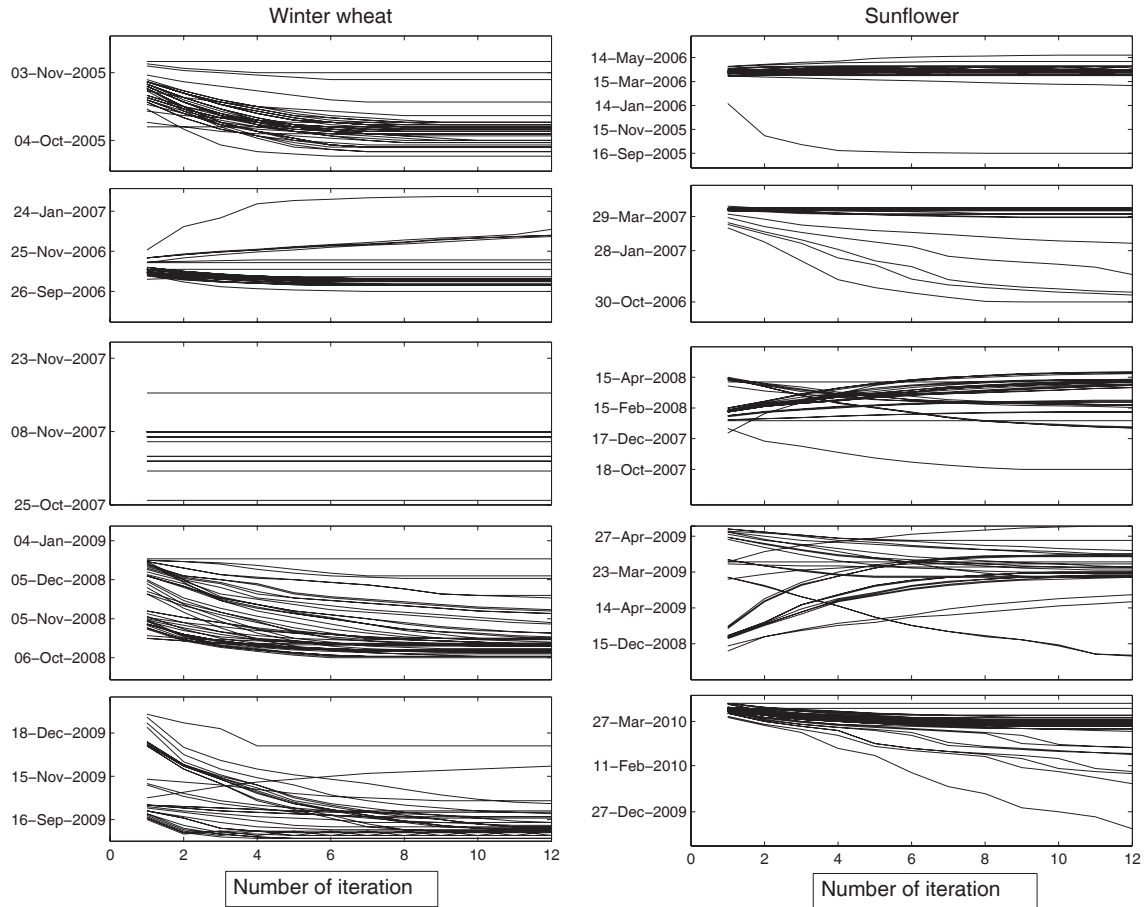 Winter wheat
03-Nov-2005
04-Oct-2005
24-Jan-2007
25-Nov-2006
26-Sep-2006
23-Nov-2007
08-Nov-2007
25-Oct-2007
04-Jan-2009
05-Dec-2008
05-Nov-2008
06-Oct-2008
18-Dec-2009
15-Nov-2009
16-Sep-2009
0 2 4 6 8 10 12
Number of iteration
Sunflower
14-May-2006
15-Mar-2006
14-Jan-2006
15-Nov-2005
16-Sep-2005
29-Mar-2007
28-Jan-2007
30-Oct-2006
15-Apr-2008
15-Feb-2008
17-Dec-2007
18-Oct-2007
27-Apr-2009
23-Mar-2009
14-Apr-2009
15-Dec-2008
27-Mar-2010
11-Feb-2010
27-Dec-2009
0 2 4 6 8 10 12
Number of iteration